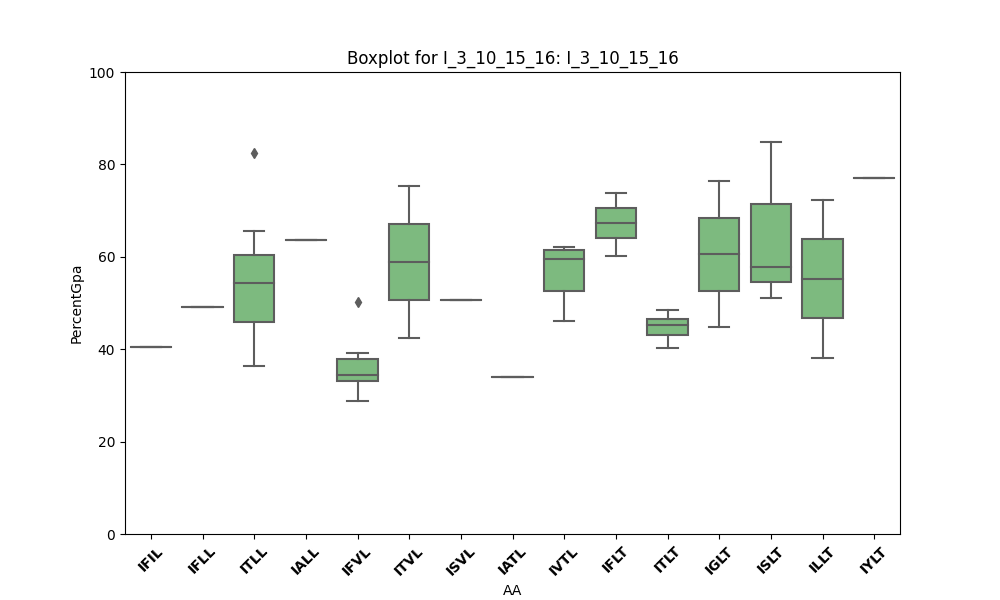 Boxplot for I_3_10_15_16: I_3_10_15_16
100
80
60
40
20
0
PercentGpa
IFIL
IFLL
ITLL
IALL
IFVL
ITVL
ISVL
IATL
IVTL
IFLT
ITLT
IGLT
ISLT
ILLT
IYLT
AA